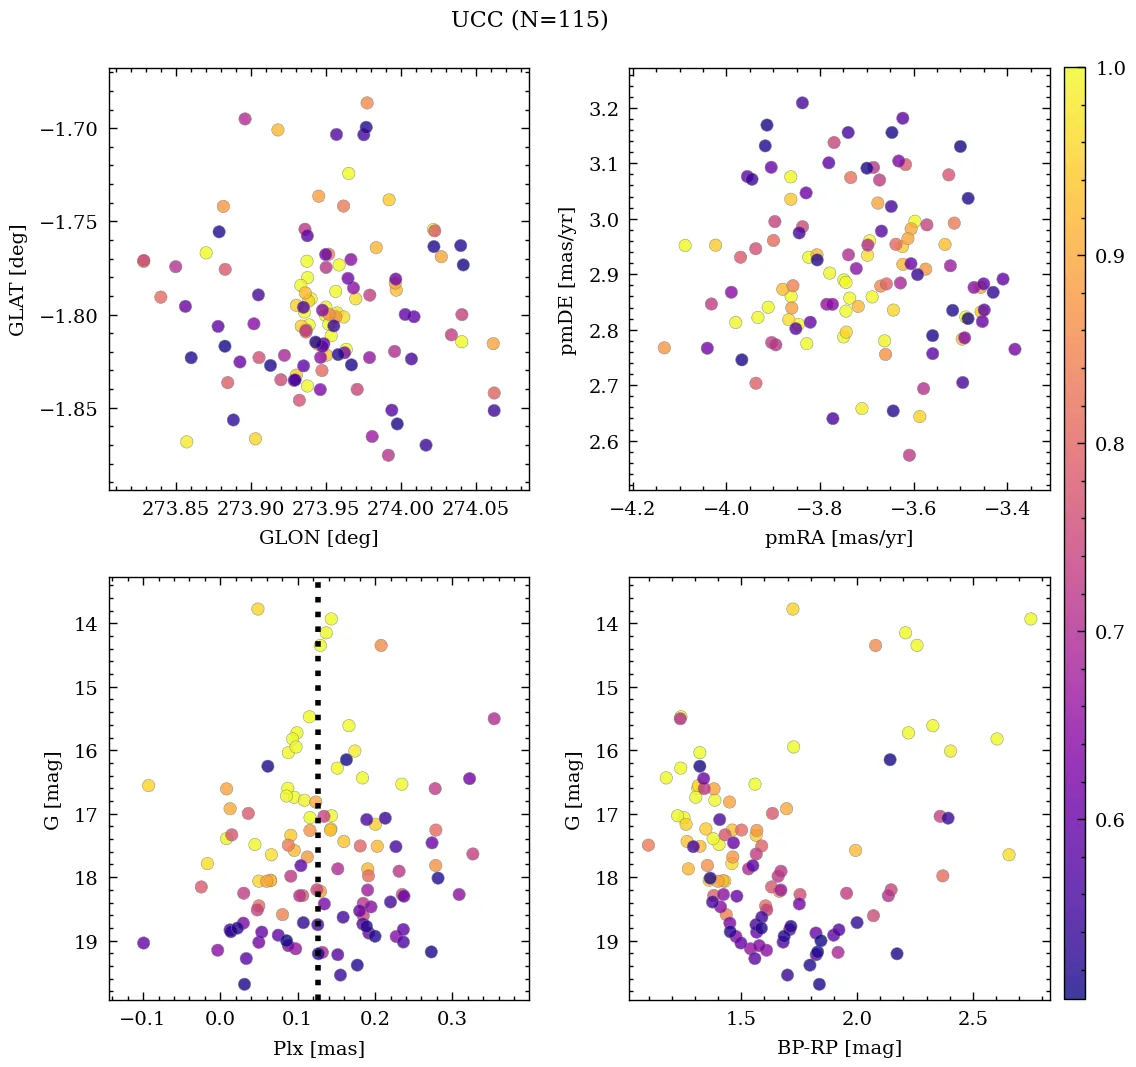 UCC (N=115)
−1.70
−1.75
−1.80
−1.85
GLAT [deg]
273.85 273.90 273.95 274.00 274.05
GLON [deg]
3.2
3.1
3.0
2.9
2.8
2.7
2.6
pmDE [mas/yr]
−4.2 −4.0 −3.8 −3.6 −3.4
pmRA [mas/yr]
14
15
16
17
18
19
G [mag]
−0.1 0.0 0.1 0.2 0.3
Plx [mas]
14
15
16
17
18
19
G [mag]
1.5 2.0 2.5
BP-RP [mag]
1.0
0.9
0.8
0.7
0.6